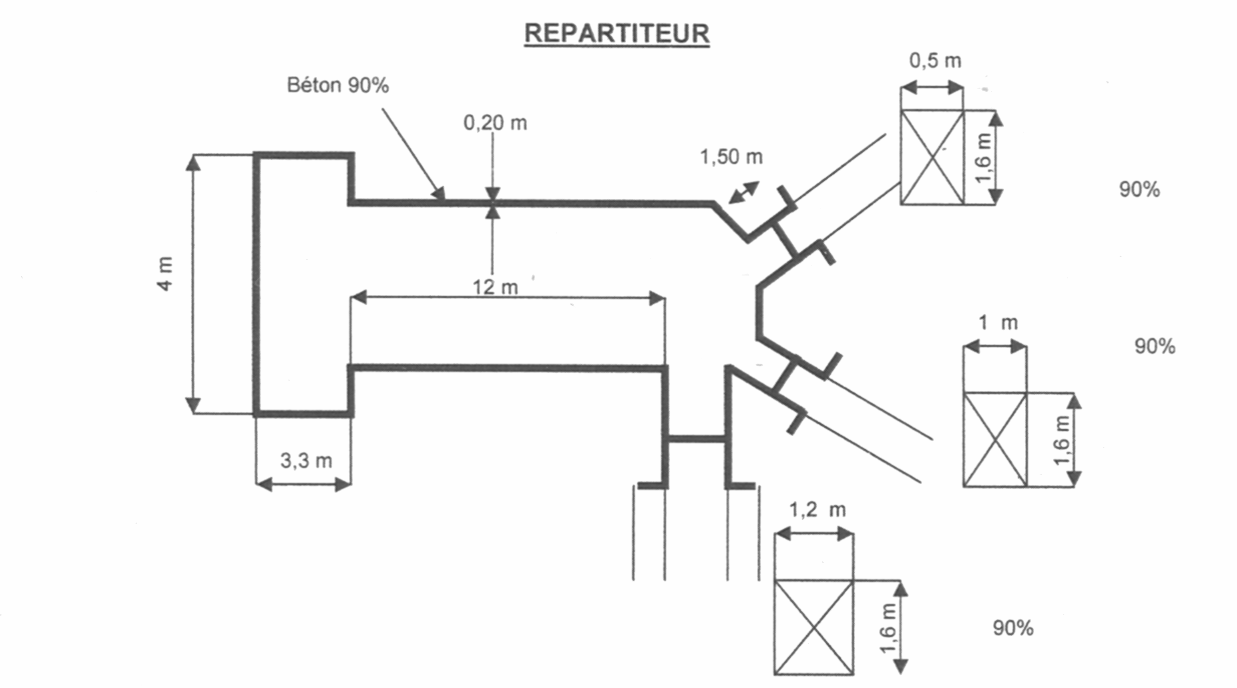 REPARTITEUR
0,5 m
Béton 90%
0,20 m
1,50 m
1,6 m
90%
4 m
12 m
1 m
90%
1,6 m
3,3 m
1,2 m
1,6 m
90%